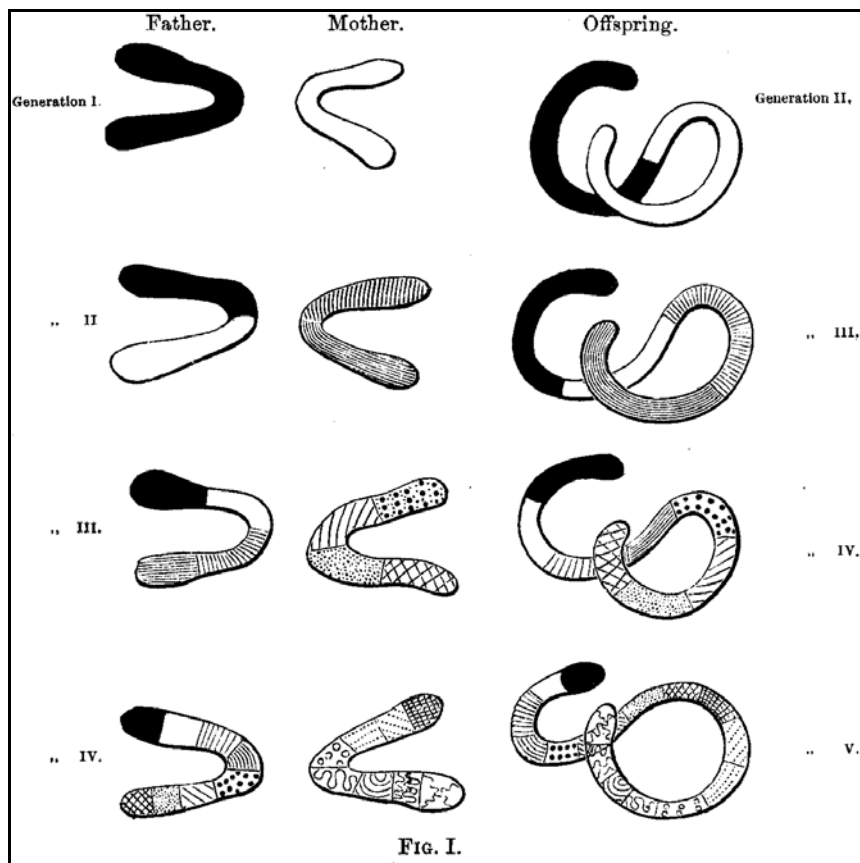 Father. Mother. Offspring.
Generation I. Generation II,
„ II „ III,
„ III. „ IV.
„ IV. „ V.
FIG. I.